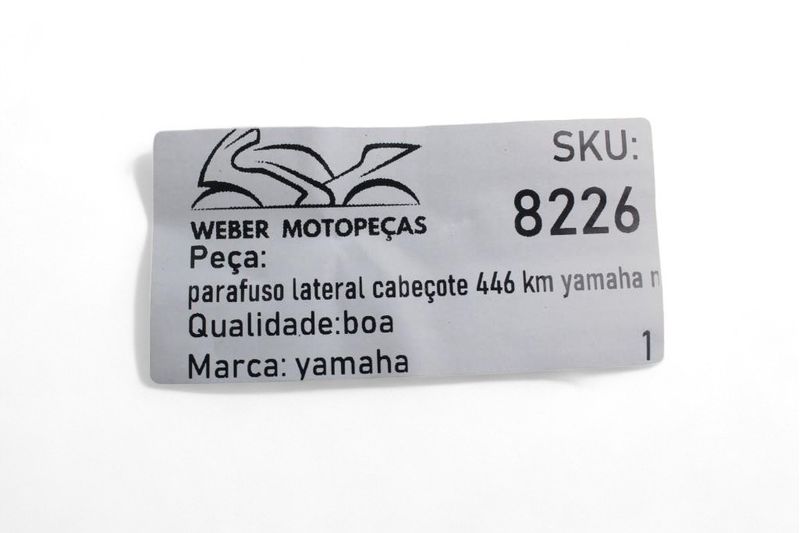 SKU:
8226
WEBER MOTOPEÇAS
Peça:
parafuso lateral cabeçote 446 km yamaha
Qualidade:boa
Marca: yamaha
1